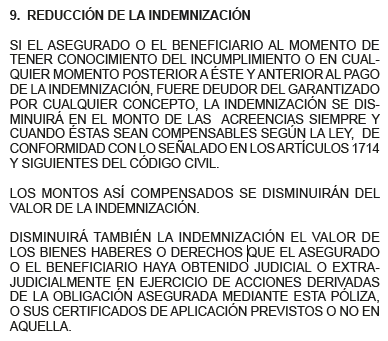 9. REDUCCIÓN DE LA INDEMNIZACIÓN
SI EL ASEGURADO O EL BENEFICIARIO AL MOMENTO DE
TENER CONOCIMIENTO DEL INCUMPLIMIENTO O EN CUAL-
QUIER MOMENTO POSTERIOR A ÉSTE Y ANTERIOR AL PAGO
DE LA INDEMNIZACIÓN, FUERE DEUDOR DEL GARANTIZADO
POR CUALQUIER CONCEPTO, LA INDEMNIZACIÓN SE DIS-
MINUIRÁ EN EL MONTO DE LAS ACREENCIAS SIEMPRE Y
CUANDO ÉSTAS SEAN COMPENSABLES SEGÚN LA LEY, DE
CONFORMIDAD CON LO SEÑALADO EN LOS ARTÍCULOS 1714
Y SIGUIENTES DEL CÓDIGO CIVIL.
LOS MONTOS ASÍ COMPENSADOS SE DISMINUIRÁN DEL
VALOR DE LA INDEMNIZACIÓN.
DISMINUIRÁ TAMBIÉN LA INDEMNIZACIÓN EL VALOR DE
LOS BIENES HABERES O DERECHOS QUE EL ASEGURADO
O EL BENEFICIARIO HAYA OBTENIDO JUDICIAL O EXTRA-
JUDICIALMENTE EN EJERCICIO DE ACCIONES DERIVADAS
DE LA OBLIGACIÓN ASEGURADA MEDIANTE ESTA PÓLIZA,
O SUS CERTIFICADOS DE APLICACIÓN PREVISTOS O NO EN
AQUELLA.